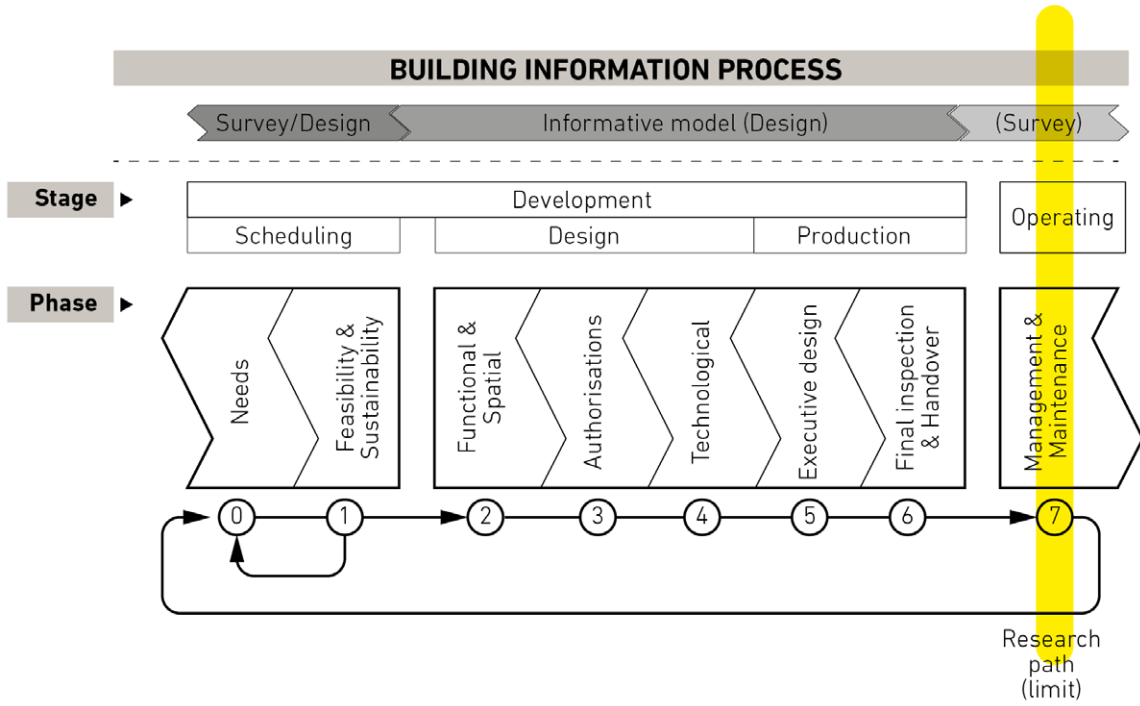 BUILDING INFORMATION PROCESS
Survey/Design
Informative model (Design)
(Survey)
Stage
Development
Operating
Scheduling
Design
Production
Phase
Needs
Feasibility &
Sustainability
Functional &
Spatial
Authorisations
Technological
Executive design
Final inspection
& Handover
Management &
Maintenance
0
1
2
3
4
5
6
7
Research
path
(limit)